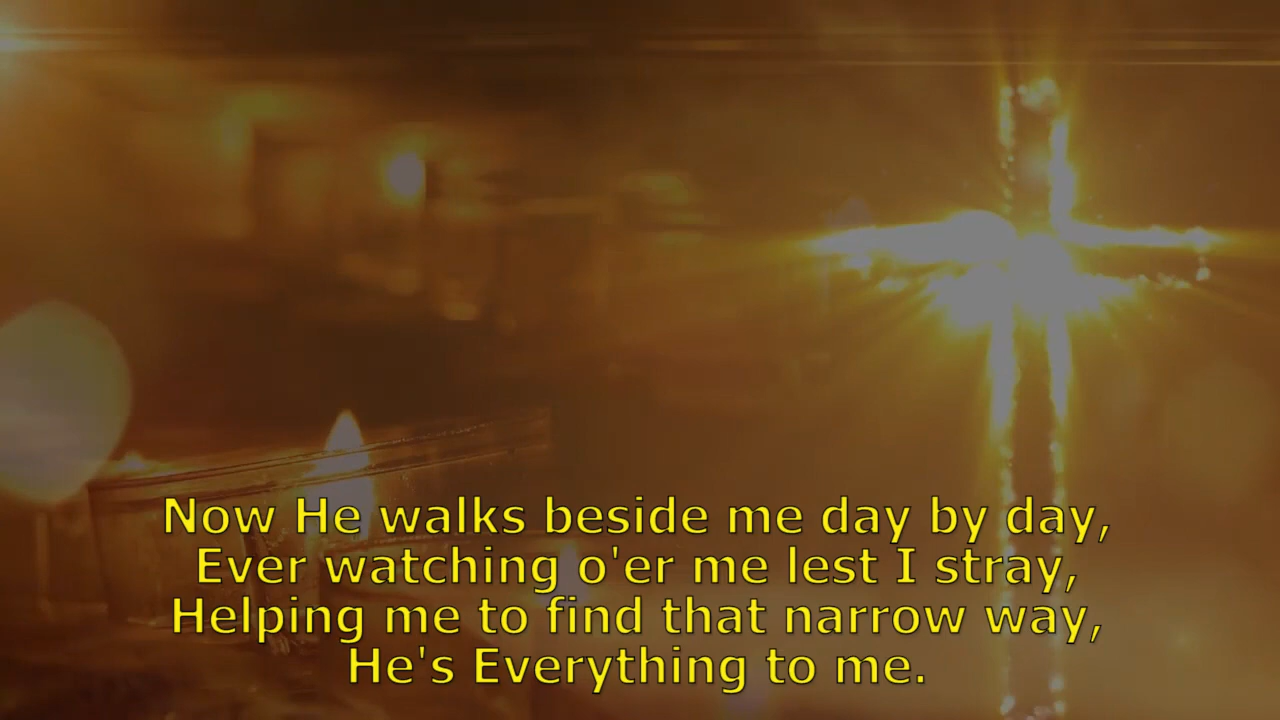 Now He walks beside me day by day,
Ever watching o'er me lest I stray,
Helping me to find that narrow way,
He's Everything to me.